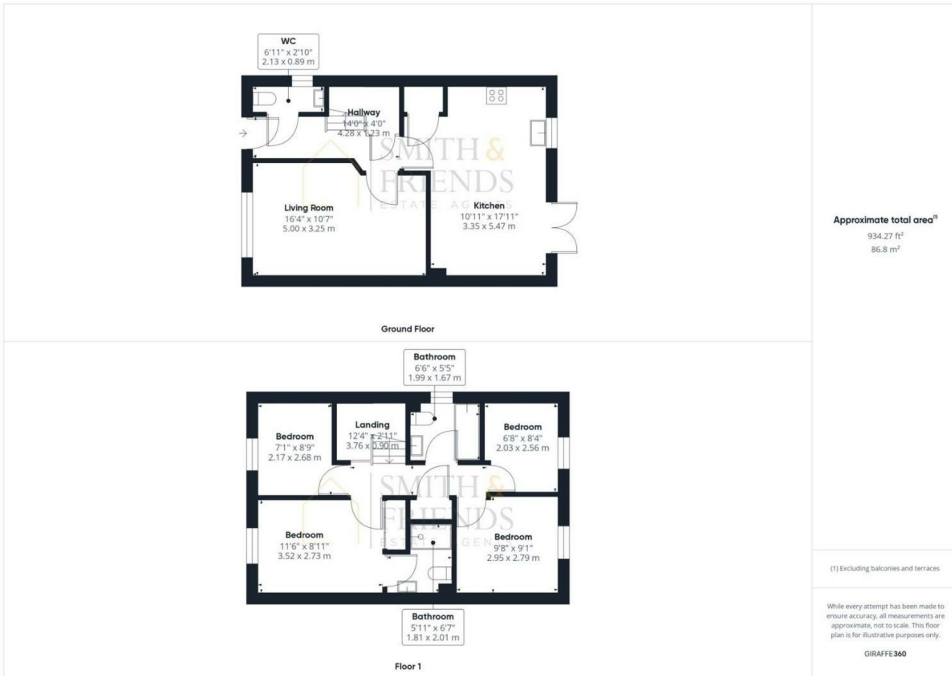 WC
6'11" x 2'10"
2.13 x 0.89 m
Hallway
14'0" x 4'0"
4.28 x 1.23 m
SMITH &
FRIENDS
ESTATE AGENTS
Living Room
16'4" x 10'7"
5.00 x 3.25 m
Kitchen
10'11" x 17'11"
3.35 x 5.47 m
Ground Floor
Bathroom
6'6" x 5'5"
1.99 x 1.67 m
Bedroom
7'1" x 8'9"
2.17 x 2.68 m
Landing
12'4" x 2'11"
3.76 x 0.90 m
Bedroom
6'8" x 8'4"
2.03 x 2.56 m
SMITH &
FRIENDS
ESTATE AGENTS
Bedroom
11'6" x 8'11"
3.52 x 2.73 m
Bedroom
9'8" x 9'1"
2.95 x 2.79 m
Bathroom
5'11" x 6'7"
1.81 x 2.01 m
Floor 1
Approximate total area(1)
934.27 ft²
86.8 m²
(1) Excluding balconies and terraces
While every attempt has been made to
ensure accuracy, all measurements are
approximate, not to scale. This floor
plan is for illustrative purposes only.
GIRAFFE360